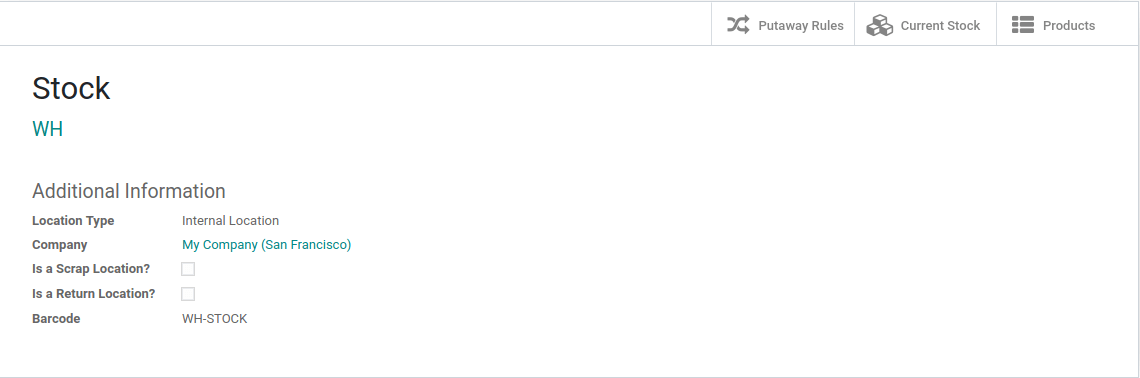 Putaway Rules Current Stock Products
Stock
WH
Additional Information
Location Type Internal Location
Company My Company (San Francisco)
Is a Scrap Location?
Is a Return Location?
Barcode WH-STOCK